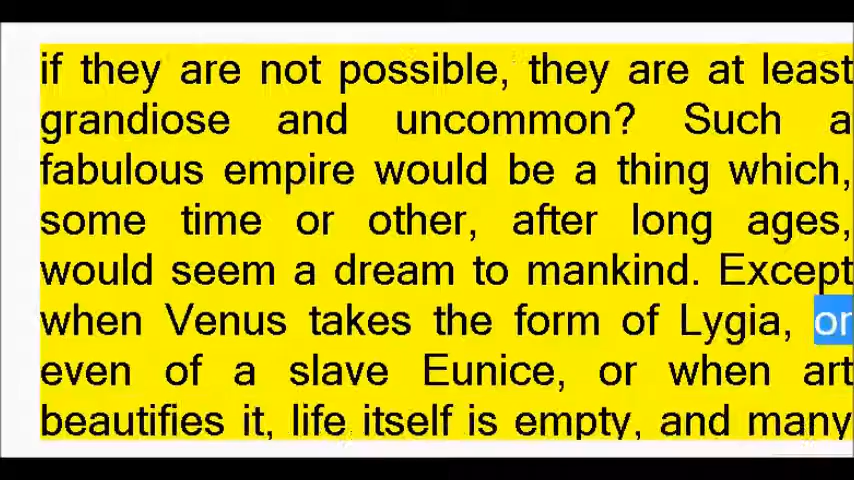 if they are not possible, they are at least
grandiose and uncommon? Such a
fabulous empire would be a thing which,
some time or other, after long ages,
would seem a dream to mankind. Except
when Venus takes the form of Lygia, or
even of a slave Eunice, or when art
beautifies it, life itself is empty, and many